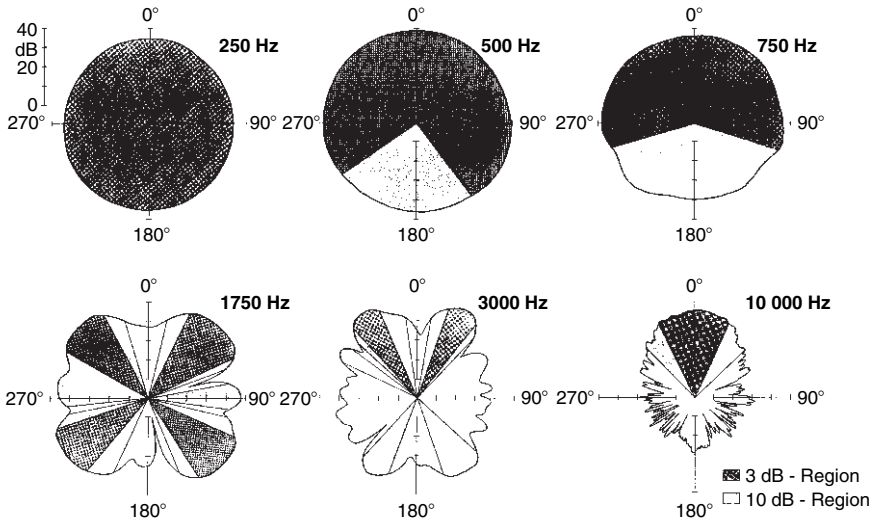 0° 0° 0°
40 dB 20 0
250 Hz 500 Hz 750 Hz
270° 90° 270° 90° 270° 90°
180° 180° 180°
0° 0° 0°
1750 Hz 3000 Hz 10 000 Hz
270° 90° 270° 90° 270° 90°
3 dB - Region
10 dB - Region
180° 180° 180°